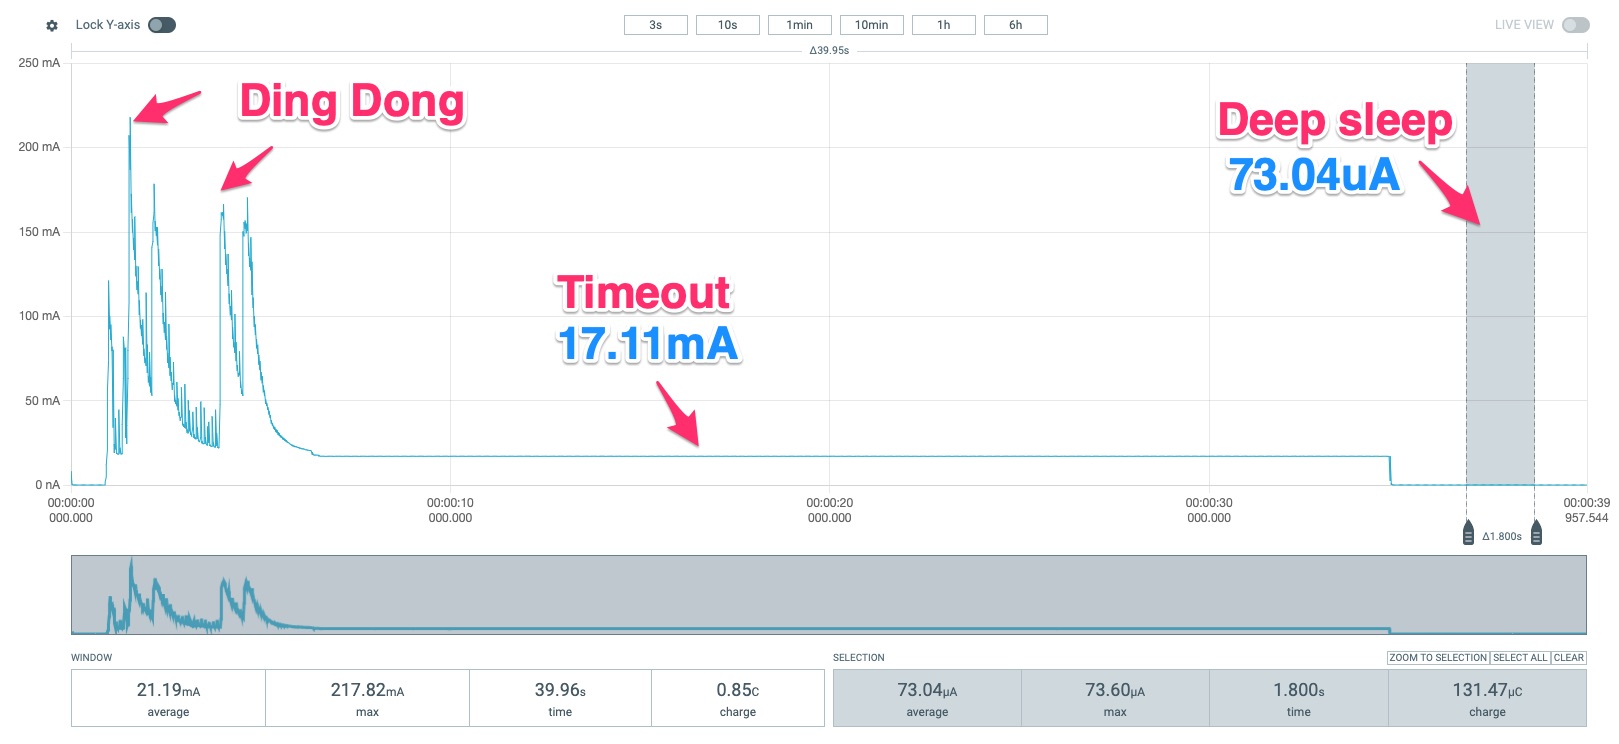 Lock Y-axis
3s
10s
1min
10min
1h
6h
LIVE VIEW
Δ39.95s
250 mA
200 mA
150 mA
100 mA
50 mA
0 nA
Ding Dong
Deep sleep
73.04uA
Timeout
17.11mA
00:00:00
000.000
00:00:10
000.000
00:00:20
000.000
00:00:30
000.000
00:00:39
957.544
Δ1.800s
WINDOW
21.19mA
average
217.82mA
max
39.96s
time
0.85C
charge
SELECTION
ZOOM TO SELECTION
SELECT ALL
CLEAR
73.04μA
average
73.60μA
max
1.800s
time
131.47μC
charge